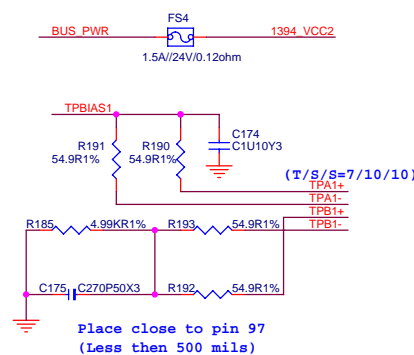 FS4
BUS_PWR
1394_VCC2
1.5A//24V/0.12ohm
TPBIAS1
R191
54.9R1%
R190
54.9R1%
C174
C1U10Y3
(T/S/S=7/10/10)
TPA1+
TPA1-
TPB1+
TPB1-
R185
4.99KR1%
R193
54.9R1%
C175
C270P50X3
R192
54.9R1%
Place close to pin 97
(Less then 500 mils)